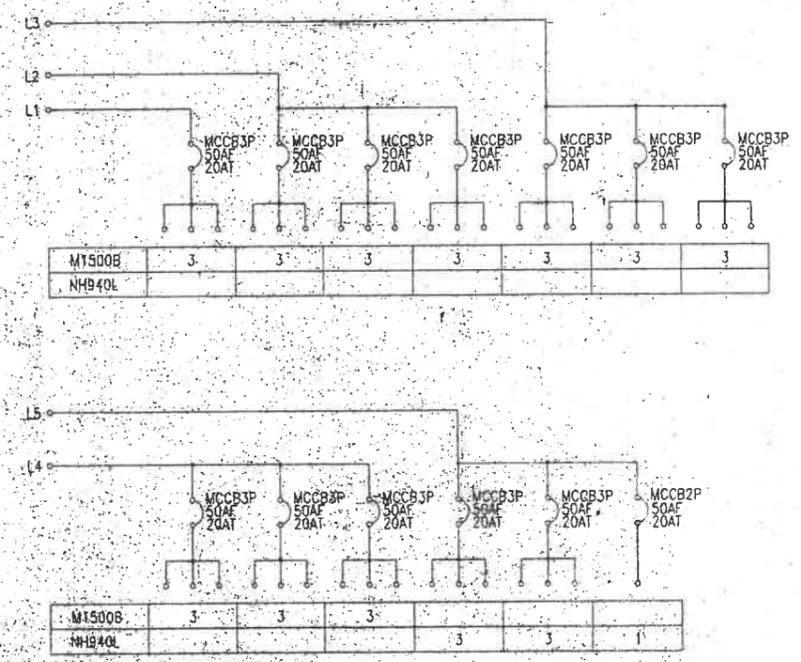 L3
L2
L1
MCCB3P MCCB3P MCCB3P MCCB3P MCCB3P MCCB3P MCCB3P
50AF 50AF 50AF 50AF 50AF 50AF 50AF
20AT 20AT 20AT 20AT 20AT 20AT 20AT
MT500B 3 3 3 3 3 3 3
NH940L
L5
L4
MCCB3P MCCB3P MCCB3P MCCB3P MCCB3P MCCB2P
50AF 50AF 50AF 50AF 50AF 50AF
20AT 20AT 20AT 20AT 20AT 20AT
MT500B 3 3 3
NH940L 3 3 1